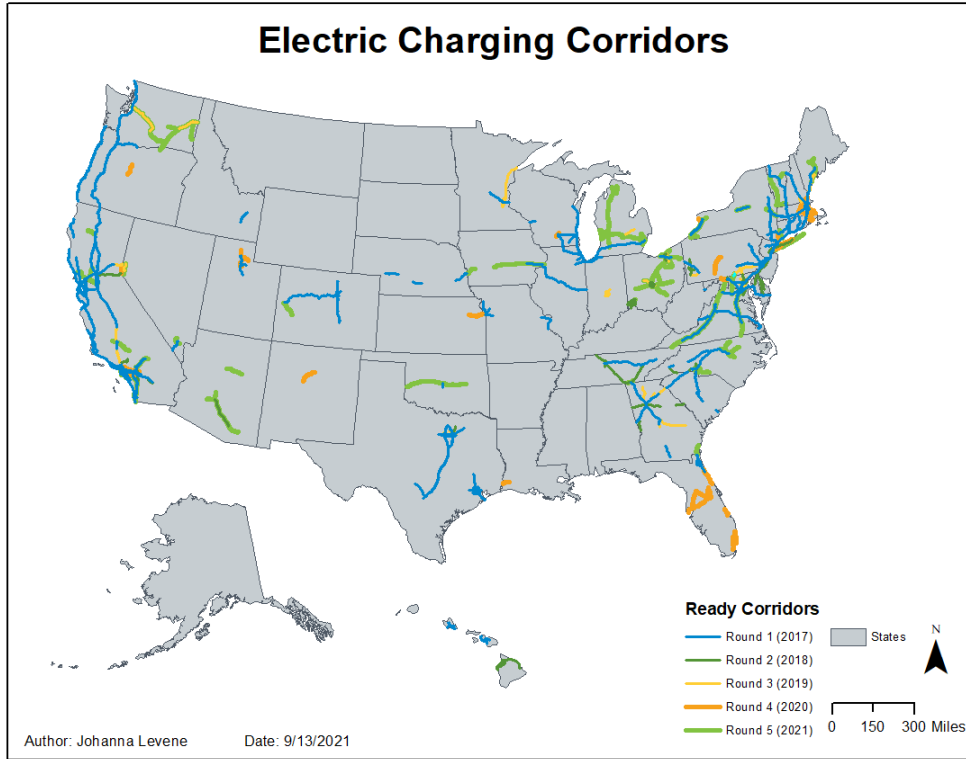 Electric Charging Corridors
Ready Corridors
Round 1 (2017)
Round 2 (2018)
Round 3 (2019)
Round 4 (2020)
Round 5 (2021)
States
N
0 150 300 Miles
Author: Johanna Levene Date: 9/13/2021